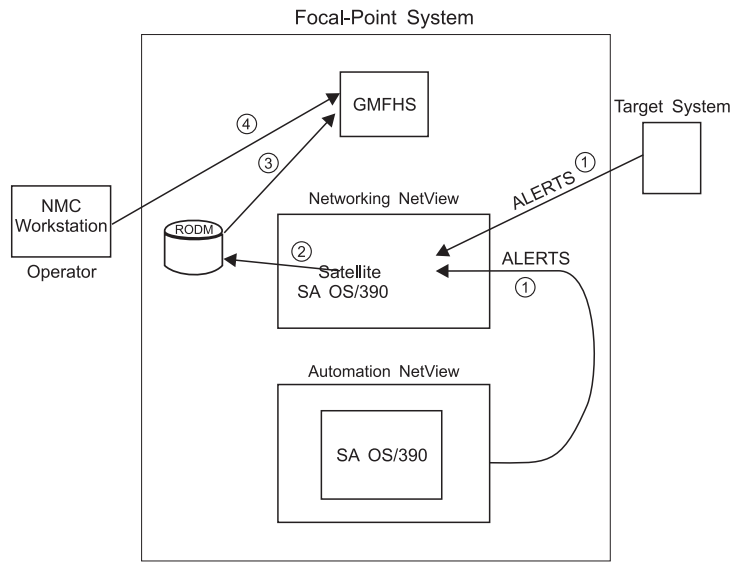 Focal-Point System
GMFHS
Target System
4
1
3
ALERTS
NMC
Workstation
Networking NetView
RODM
Operator
2
Satellite
SA OS/390
ALERTS
1
Automation NetView
SA OS/390